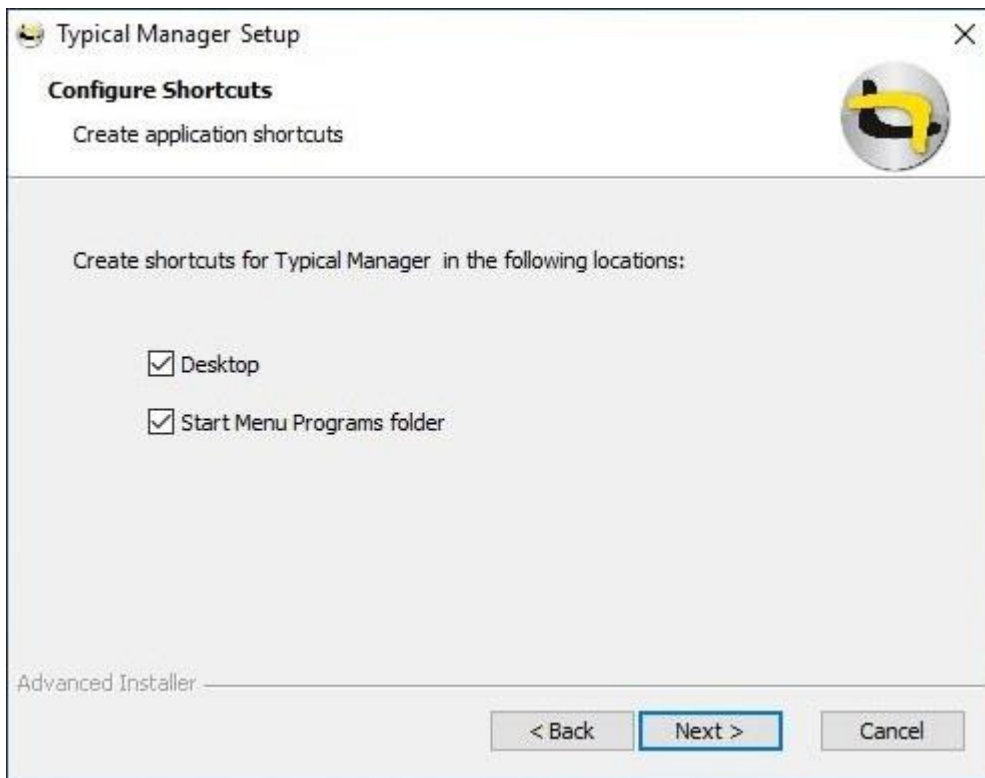 Typical Manager Setup
Configure Shortcuts
Create application shortcuts
Create shortcuts for Typical Manager in the following locations:
Desktop
Start Menu Programs folder
Advanced Installer
< Back Next > Cancel